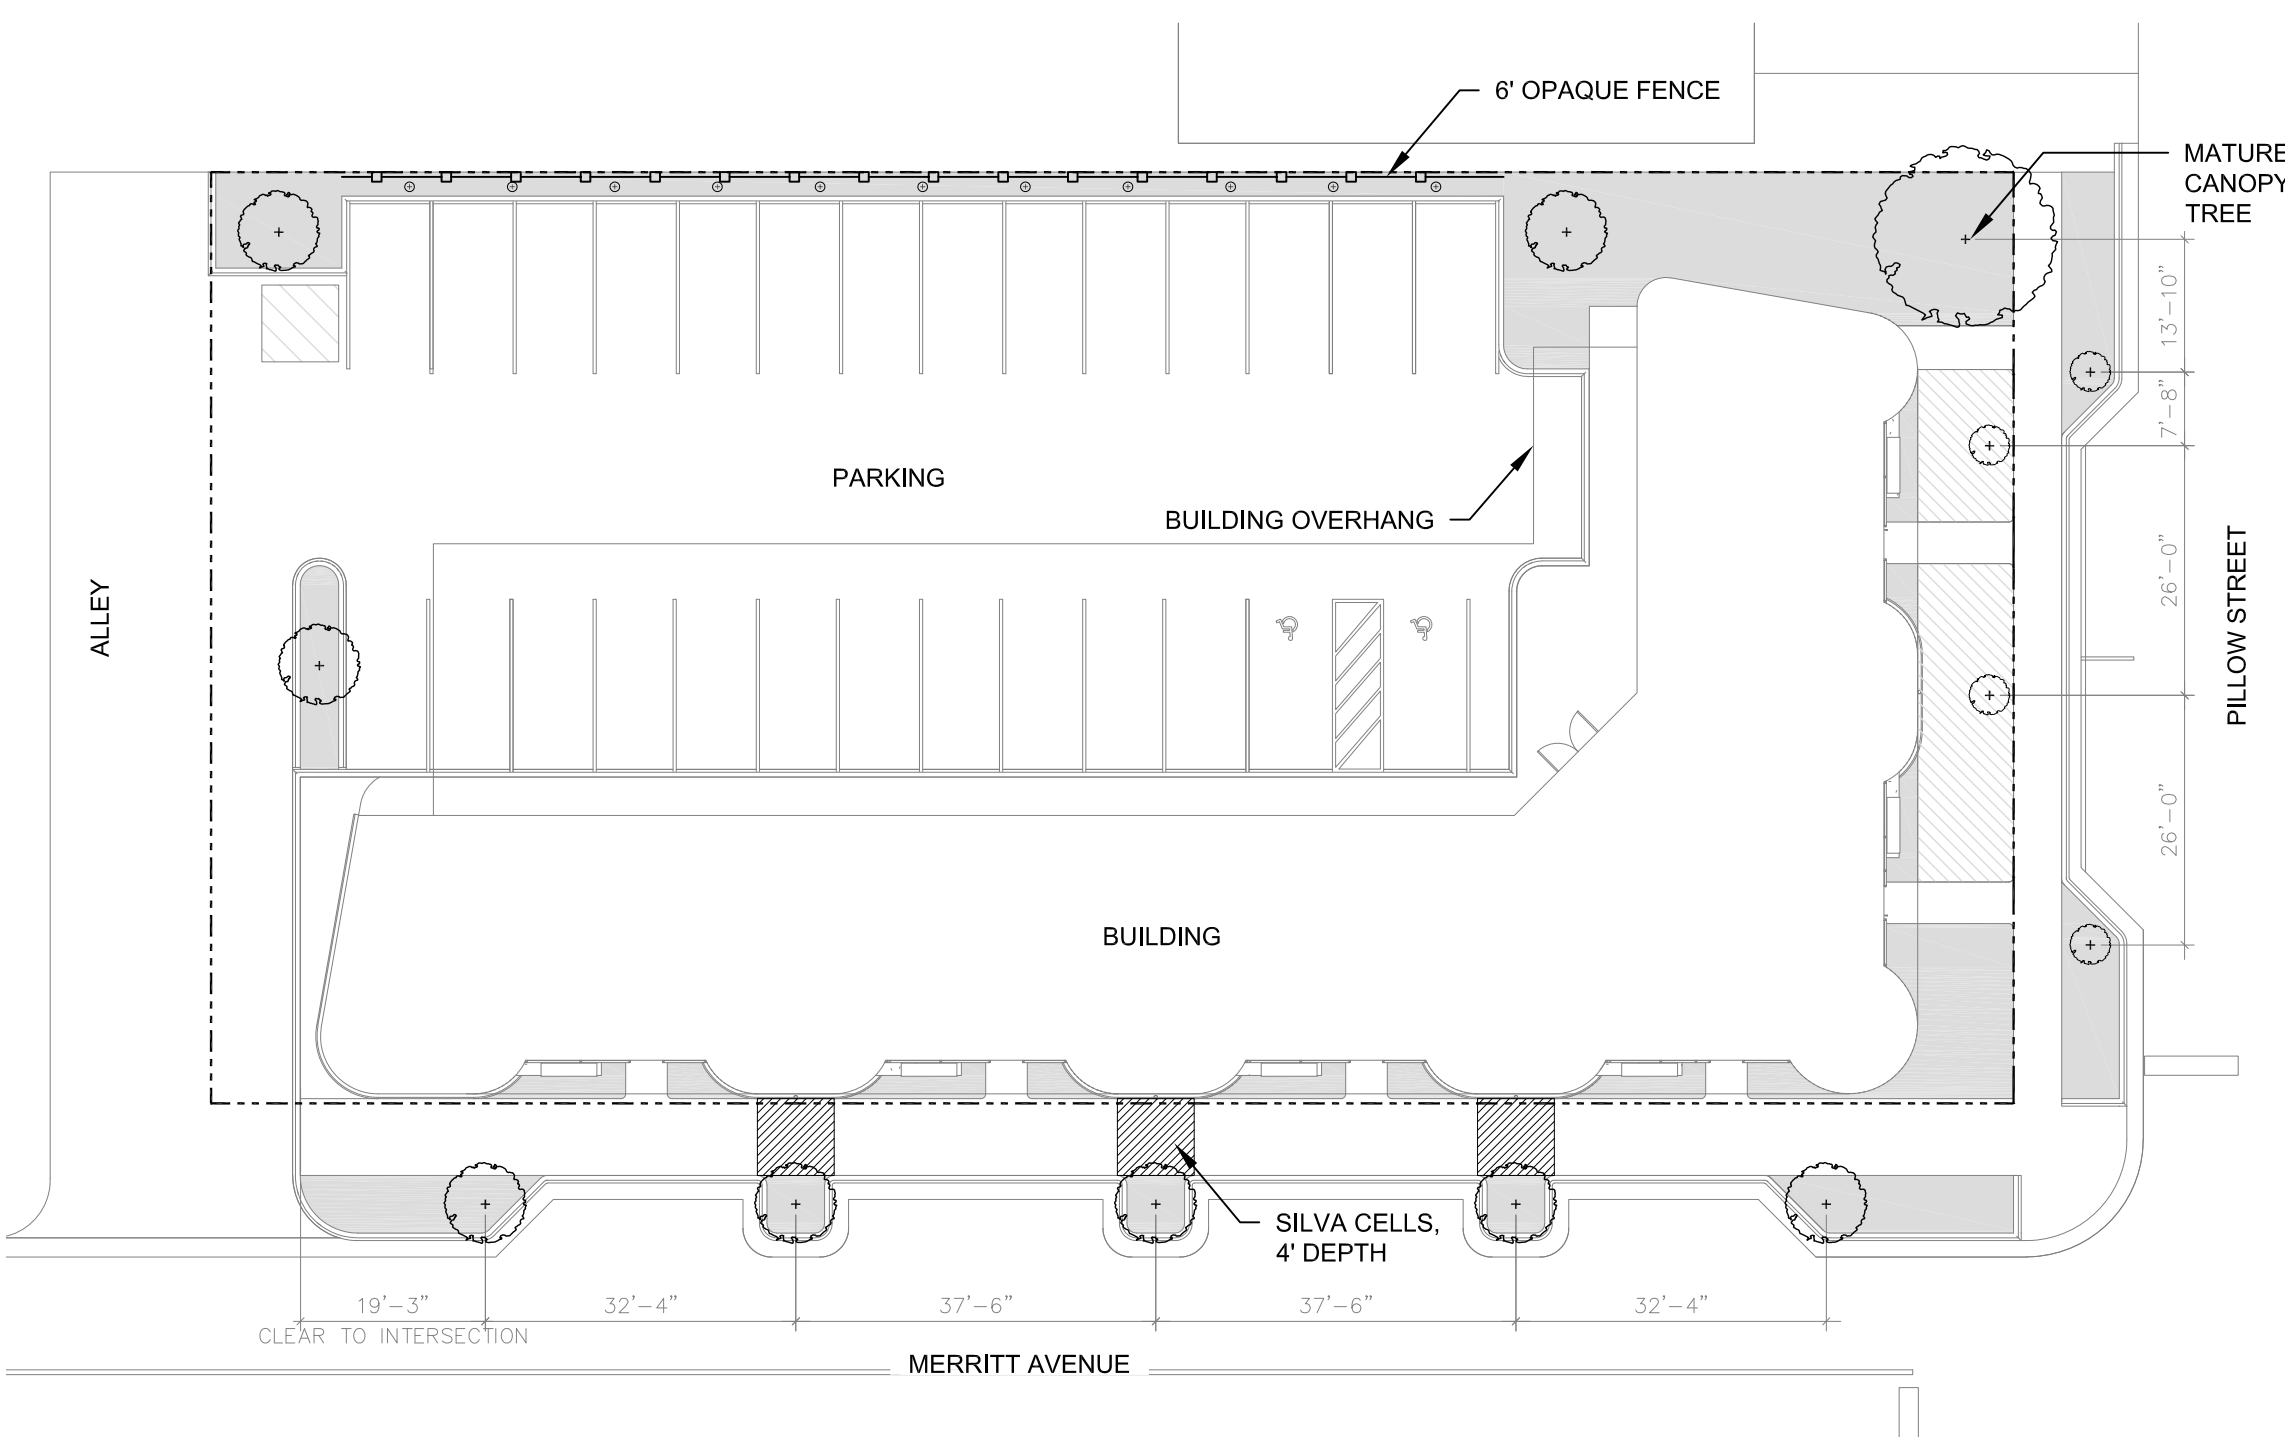 6' OPAQUE FENCE
MATURE
CANOPY
TREE
13'-10"
7'-8"
PARKING
BUILDING OVERHANG
26'-0"
ALLEY
PILLOW STREET
26'-0"
BUILDING
SILVA CELLS,
4' DEPTH
19'-3"
32'-4"
37'-6"
37'-6"
32'-4"
CLEAR TO INTERSECTION
MERRITT AVENUE